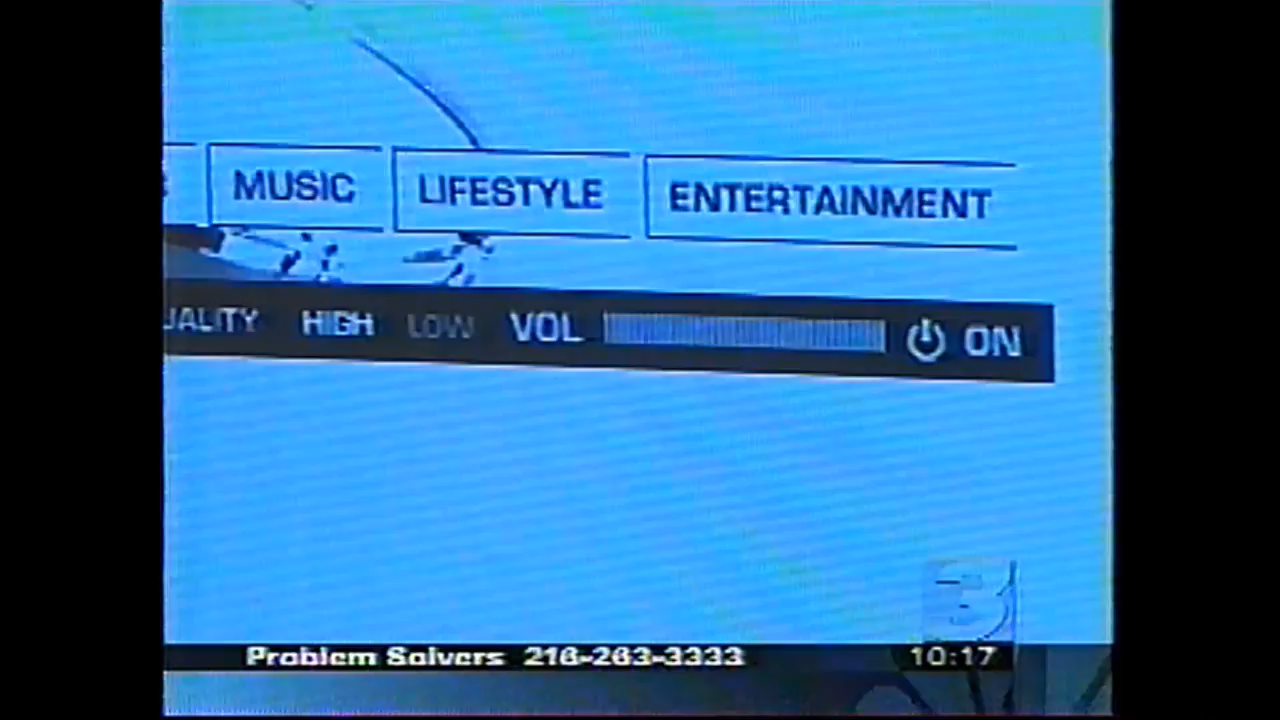 MUSIC LIFESTYLE ENTERTAINMENT
UALITY HIGH LOW VOL ON
Problem Solvers 216-263-3333 10:17